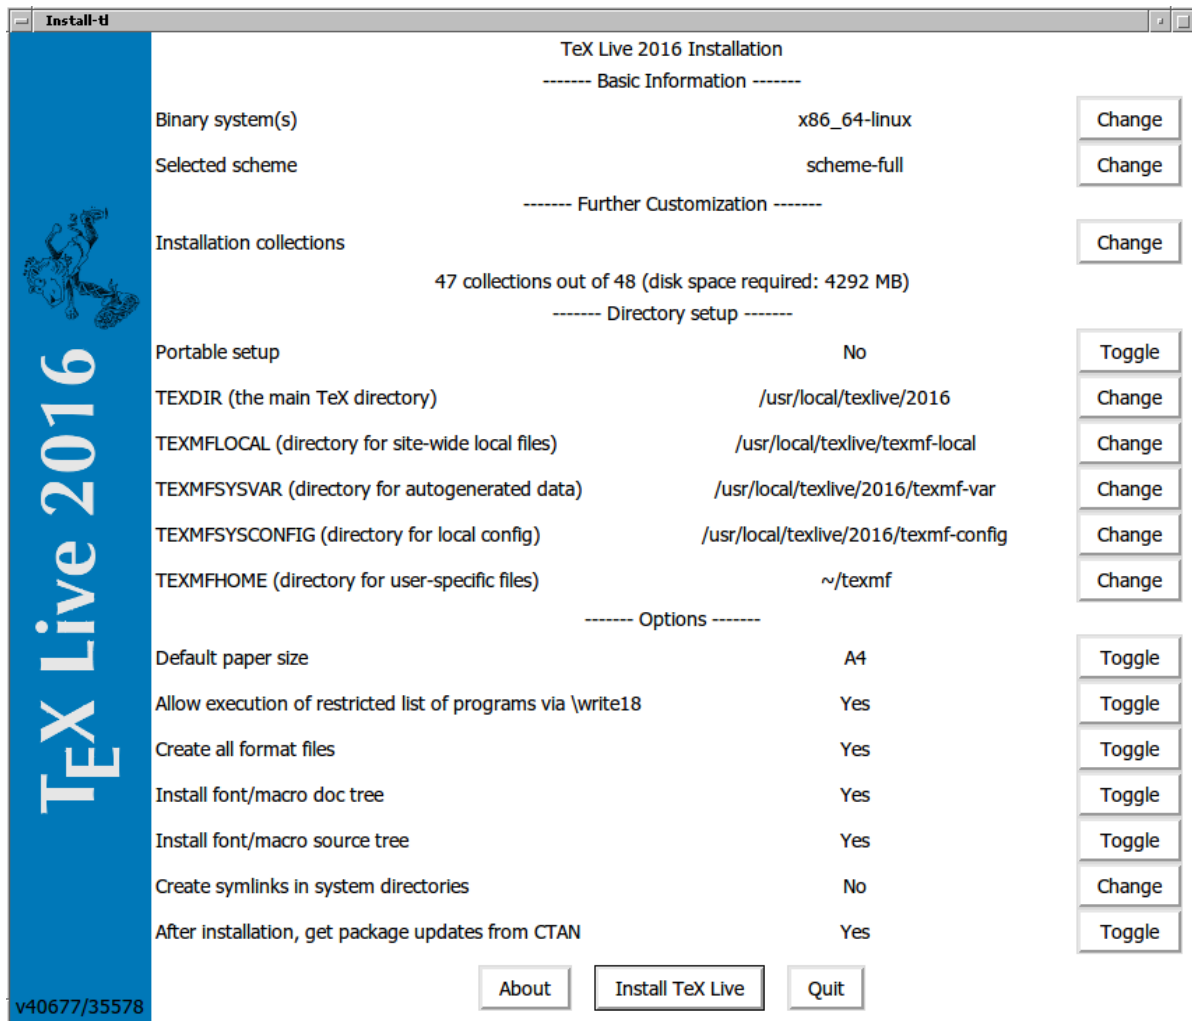 Install-tl
TeX Live 2016 Installation
------- Basic Information -------
Binary system(s) x86_64-linux Change
Selected scheme scheme-full Change
------- Further Customization -------
Installation collections Change
47 collections out of 48 (disk space required: 4292 MB)
------- Directory setup -------
Portable setup No Toggle
TEXDIR (the main TeX directory) /usr/local/texlive/2016 Change
TEXMFLOCAL (directory for site-wide local files) /usr/local/texlive/texmf-local Change
TEXMFSYSVAR (directory for autogenerated data) /usr/local/texlive/2016/texmf-var Change
TEXMFSYSCONFIG (directory for local config) /usr/local/texlive/2016/texmf-config Change
TEXMFHOME (directory for user-specific files) ~/texmf Change
------- Options -------
Default paper size A4 Toggle
Allow execution of restricted list of programs via \write18 Yes Toggle
Create all format files Yes Toggle
Install font/macro doc tree Yes Toggle
Install font/macro source tree Yes Toggle
Create symlinks in system directories No Change
After installation, get package updates from CTAN Yes Toggle
About Install TeX Live Quit
TEX Live 2016
v40677/35578